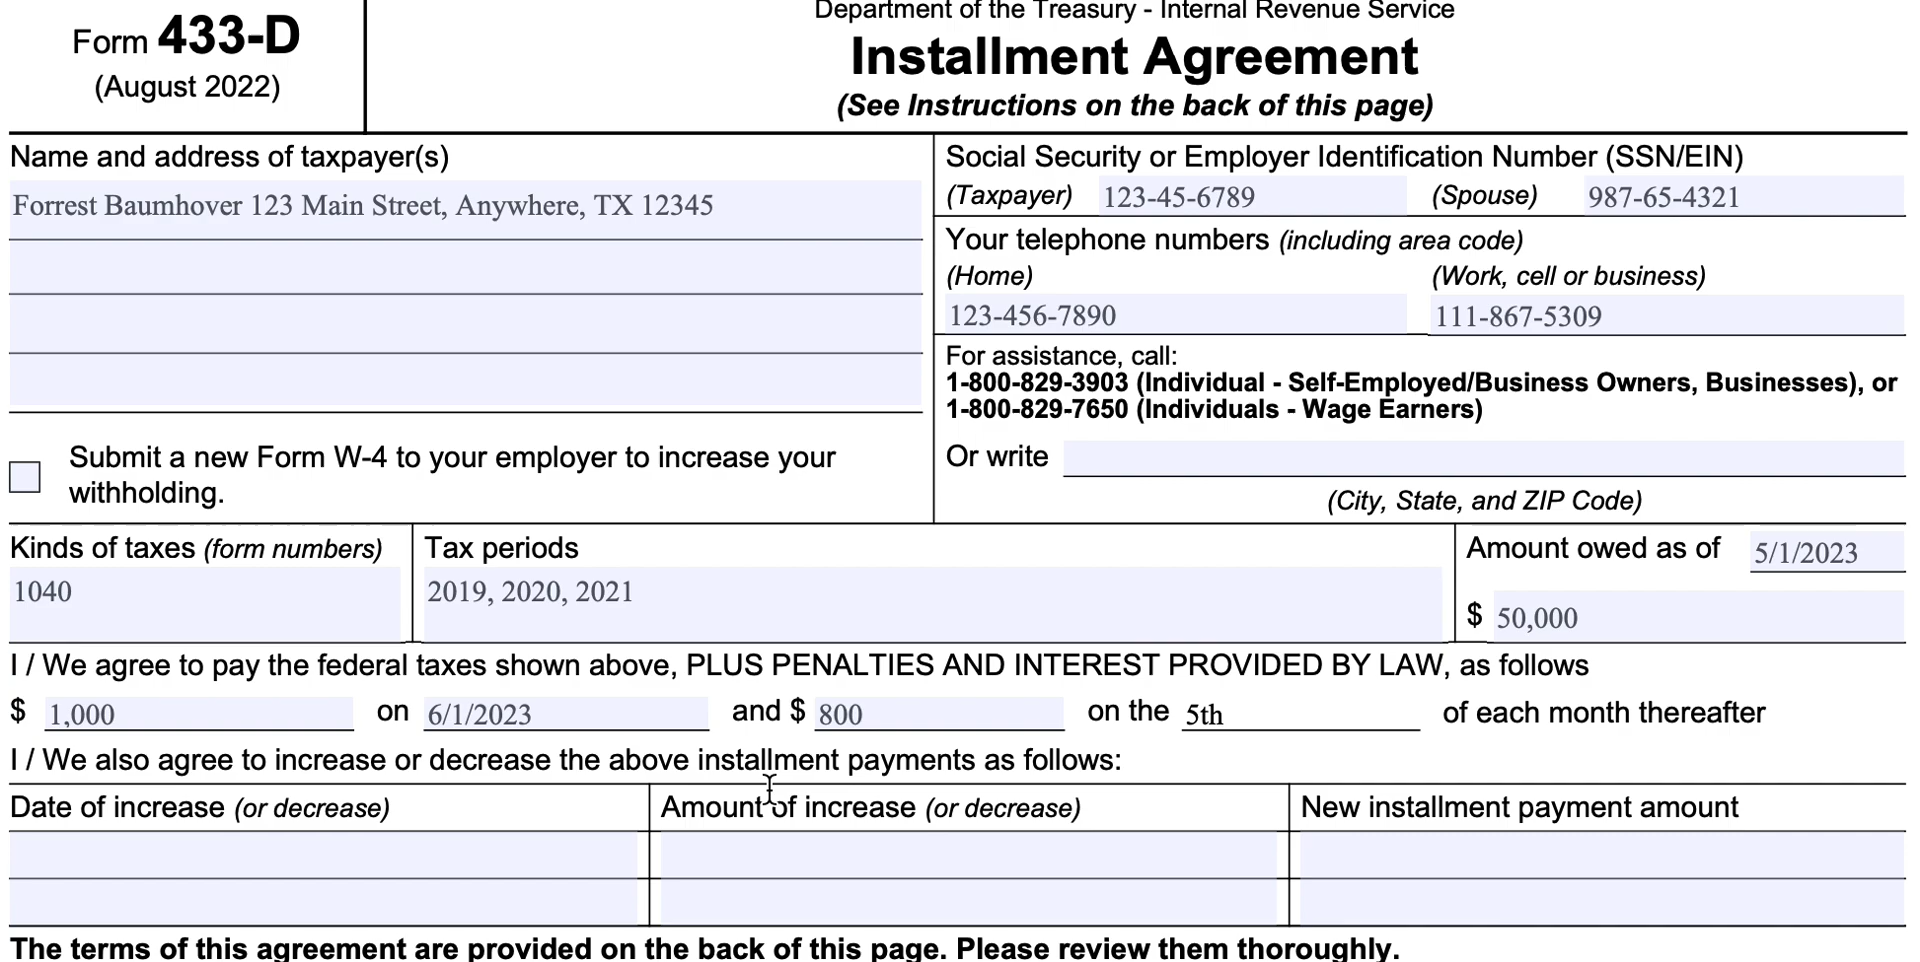 Department of the Treasury - Internal Revenue Service
Form 433-D
(August 2022)
Installment Agreement
(See Instructions on the back of this page)
Name and address of taxpayer(s)
Forrest Baumhover 123 Main Street, Anywhere, TX 12345
Social Security or Employer Identification Number (SSN/EIN)
(Taxpayer) 123-45-6789 (Spouse) 987-65-4321
Your telephone numbers (including area code)
(Home) (Work, cell or business)
123-456-7890 111-867-5309
For assistance, call:
1-800-829-3903 (Individual - Self-Employed/Business Owners, Businesses), or
1-800-829-7650 (Individuals - Wage Earners)
Submit a new Form W-4 to your employer to increase your
withholding.
Or write
(City, State, and ZIP Code)
Kinds of taxes (form numbers)
1040
Tax periods
2019, 2020, 2021
Amount owed as of 5/1/2023
$ 50,000
I / We agree to pay the federal taxes shown above, PLUS PENALTIES AND INTEREST PROVIDED BY LAW, as follows
$ 1,000 on 6/1/2023 and $ 800 on the 5th of each month thereafter
I / We also agree to increase or decrease the above installment payments as follows:
Date of increase (or decrease) Amount of increase (or decrease) New installment payment amount
The terms of this agreement are provided on the back of this page. Please review them thoroughly.